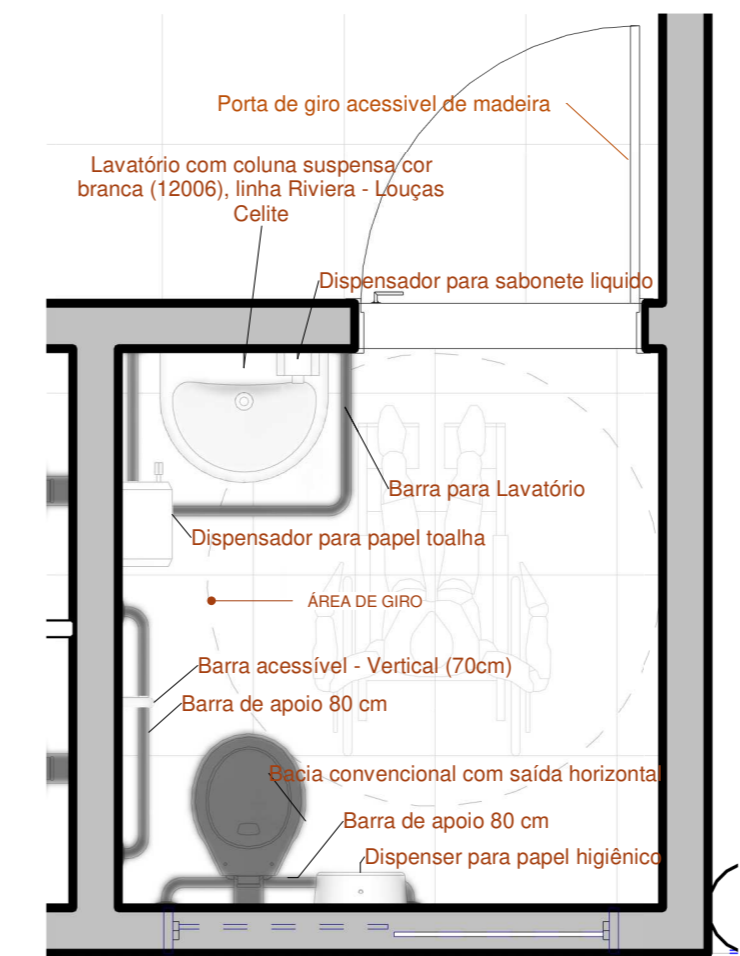 Porta de giro acessivel de madeira
Lavatório com coluna suspensa cor
branca (12006), linha Riviera - Louças
Celite
Dispensador para sabonete liquido
Barra para Lavatório
Dispensador para papel toalha
ÁREA DE GIRO
Barra acessível - Vertical (70cm)
Barra de apoio 80 cm
Bacia convencional com saída horizontal
Barra de apoio 80 cm
Dispenser para papel higiênico